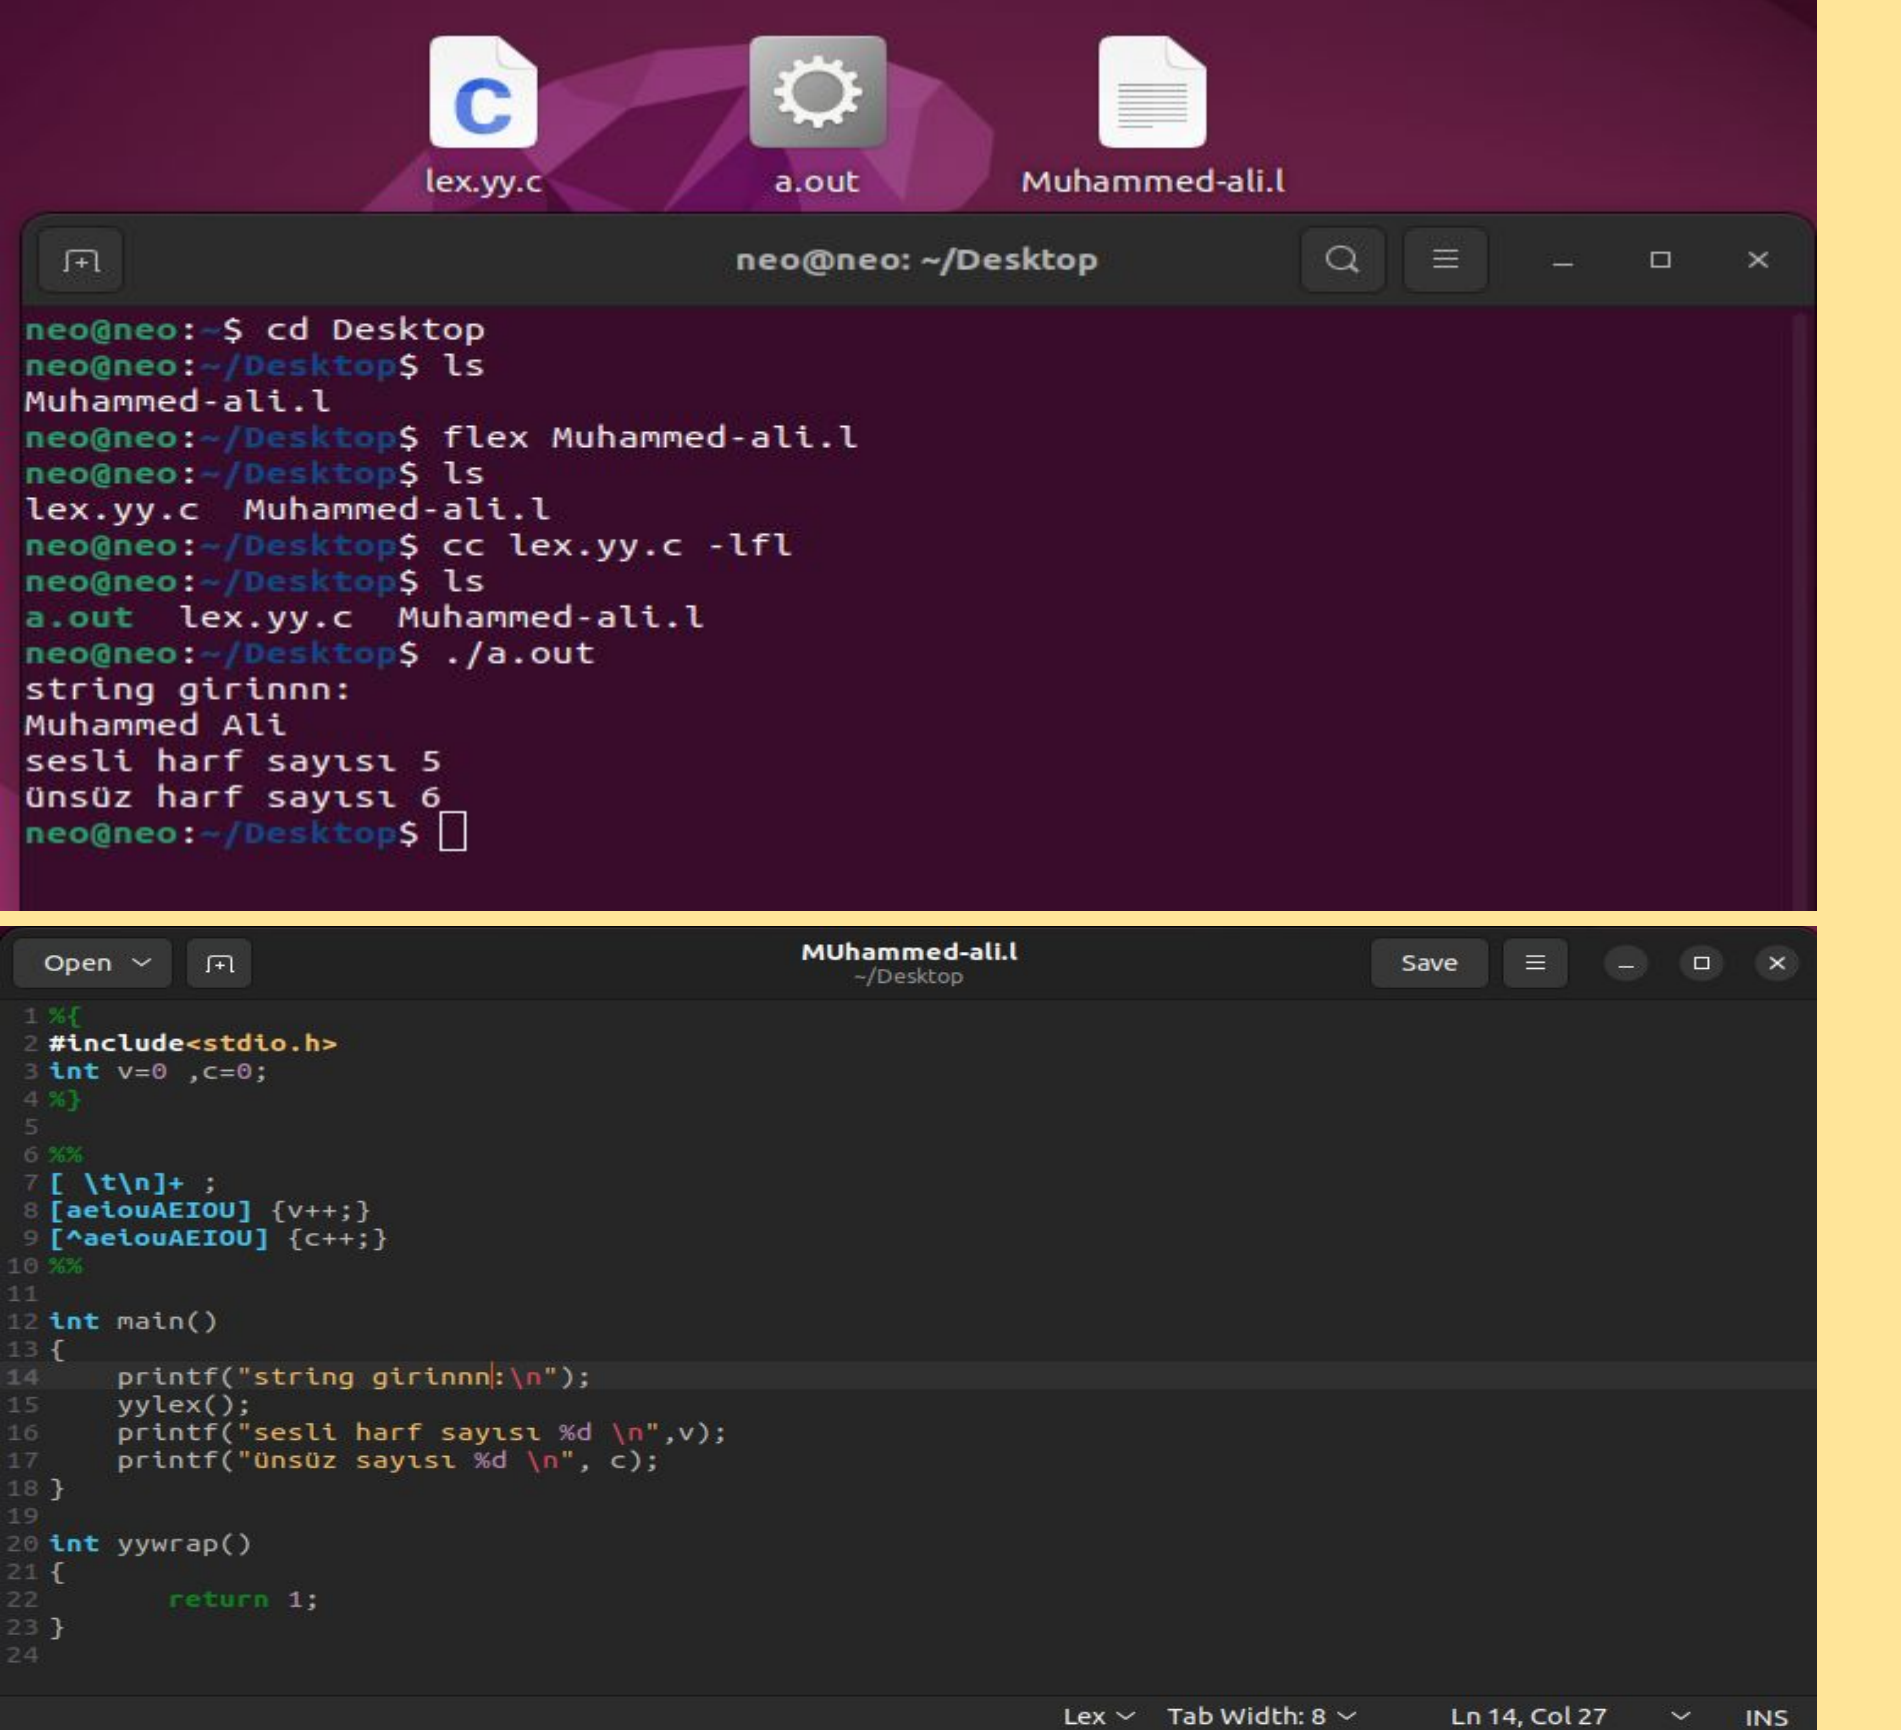 lex.yy.c a.out Muhammed-ali.l
neo@neo: ~/Desktop
neo@neo:~$ cd Desktop
neo@neo:~/Desktop$ ls
Muhammed-ali.l
neo@neo:~/Desktop$ flex Muhammed-ali.l
neo@neo:~/Desktop$ ls
lex.yy.c  Muhammed-ali.l
neo@neo:~/Desktop$ cc lex.yy.c -lfl
neo@neo:~/Desktop$ ls
a.out  lex.yy.c  Muhammed-ali.l
neo@neo:~/Desktop$ ./a.out
string girinnn:
Muhammed Ali
sesli harf sayısı 5
ünsüz harf sayısı 6
neo@neo:~/Desktop$
Open MUhammed-ali.l Save
~/Desktop
1 %{
2 #include<stdio.h>
3 int v=0 ,c=0;
4 %}
5
6 %%
7 [ \t\n]+ ;
8 [aeiouAEIOU] {v++;}
9 [^aeiouAEIOU] {c++;}
10 %%
11
12 int main()
13 {
14     printf("string girinnn:\n");
15     yylex();
16     printf("sesli harf sayısı %d \n",v);
17     printf("ünsüz sayısı %d \n", c);
18 }
19
20 int yywrap()
21 {
22        return 1;
23 }
24
Lex Tab Width: 8 Ln 14, Col 27 INS